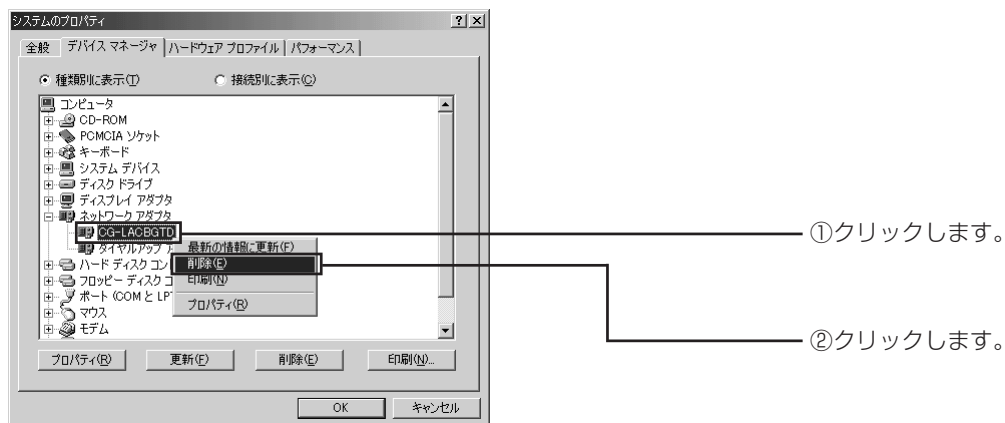 システムのプロパティ
全般 デバイス マネージャ ハードウェア プロファイル パフォーマンス
種類別に表示(T) 接続別に表示(C)
コンピュータ
CD-ROM
PCMCIA ソケット
キーボード
システム デバイス
ディスク ドライブ
ディスプレイ アダプタ
ネットワーク アダプタ
CG-LACBGTD
ダイヤルアップ ア
ハード ディスク コン
フロッピー ディスク コ
ポート (COM と LPT
マウス
モデム
最新の情報に更新(F)
削除(E)
印刷(N)
プロパティ(R)
プロパティ(R) 更新(F) 削除(E) 印刷(N)...
OK キャンセル
①クリックします。
②クリックします。